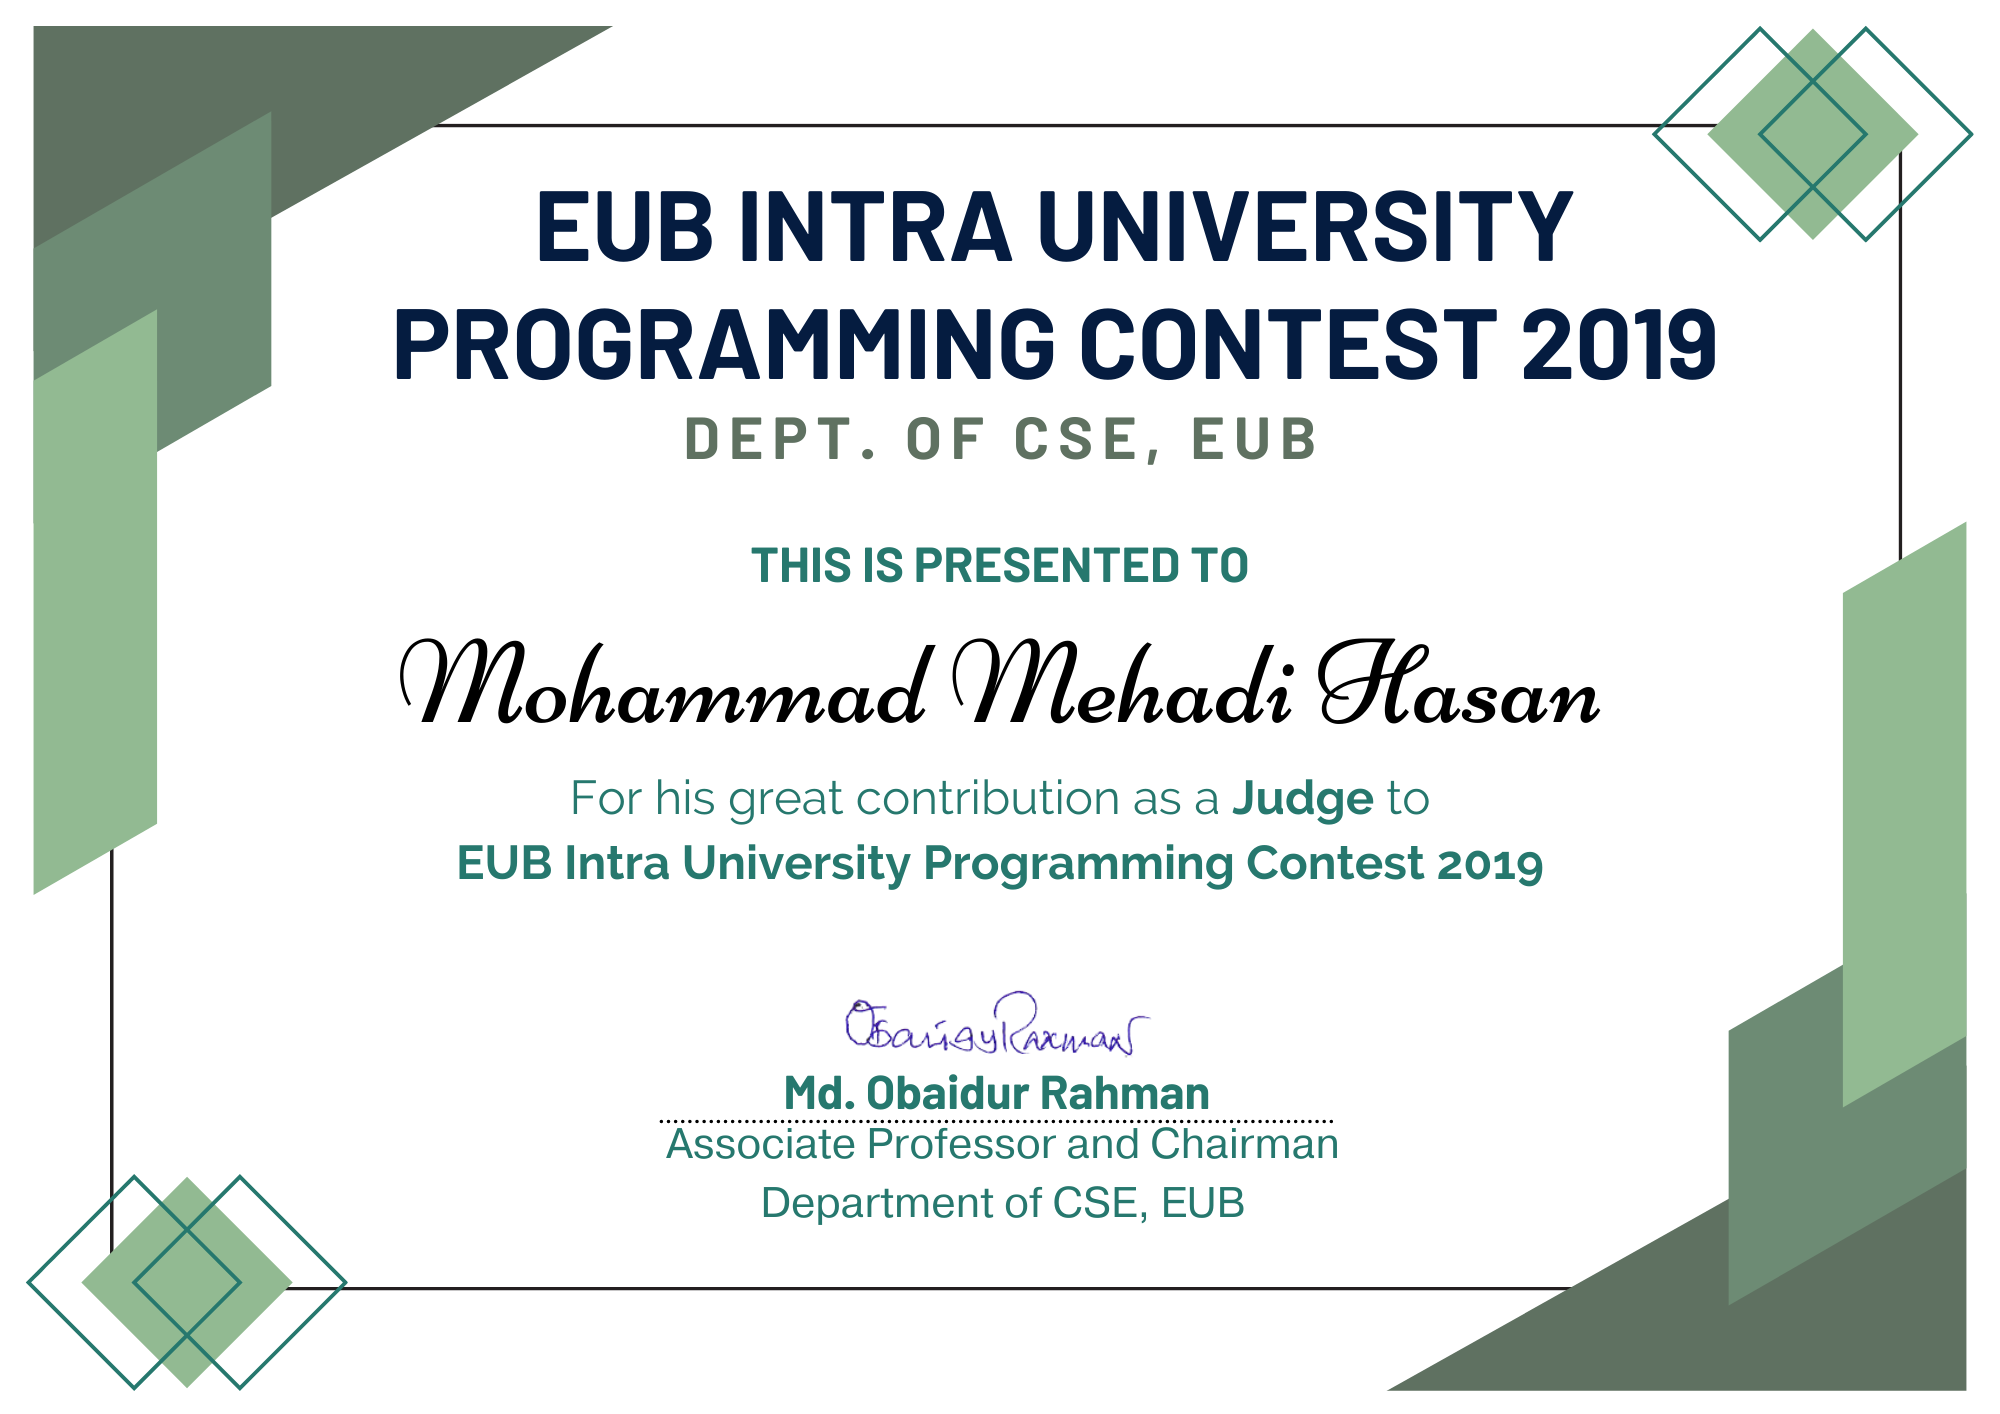 EUB INTRA UNIVERSITY
PROGRAMMING CONTEST 2019
DEPT. OF CSE, EUB
THIS IS PRESENTED TO
Mohammad Mehadi Hasan
For his great contribution as a Judge to
EUB Intra University Programming Contest 2019
Obaidur Rahman
Md. Obaidur Rahman
Associate Professor and Chairman
Department of CSE, EUB